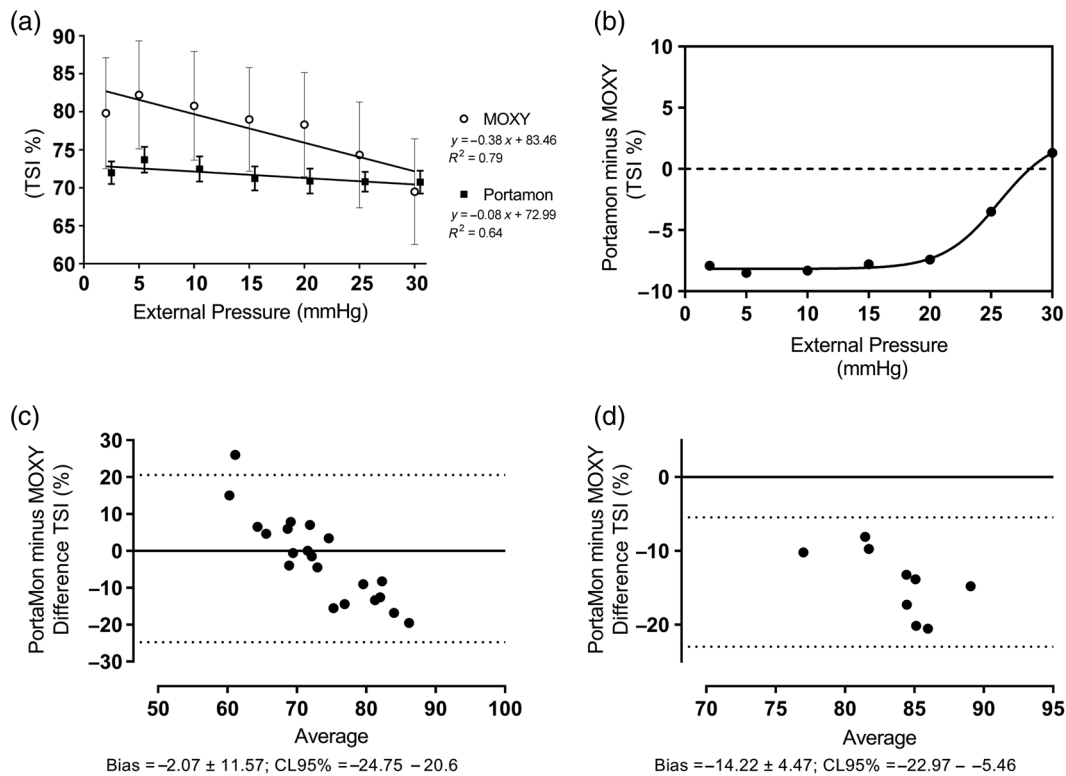 (a)
(TSI %)
90
85
80
75
70
65
60
0 5 10 15 20 25 30
External Pressure (mmHg)
MOXY
y = –0.38 x + 83.46
R² = 0.79
Portamon
y = –0.08 x + 72.99
R² = 0.64
(b)
Portamon minus MOXY
(TSI %)
10
5
0
–5
–10
0 5 10 15 20 25 30
External Pressure
(mmHg)
(c)
PortaMon minus MOXY
Difference TSI (%)
30
20
10
0
–10
–20
–30
50 60 70 80 90 100
Average
Bias = –2.07 ± 11.57; CL95% = –24.75 – 20.6
(d)
PortaMon minus MOXY
Difference TSI (%)
0
–10
–20
70 75 80 85 90 95
Average
Bias = –14.22 ± 4.47; CL95% = –22.97 – –5.46